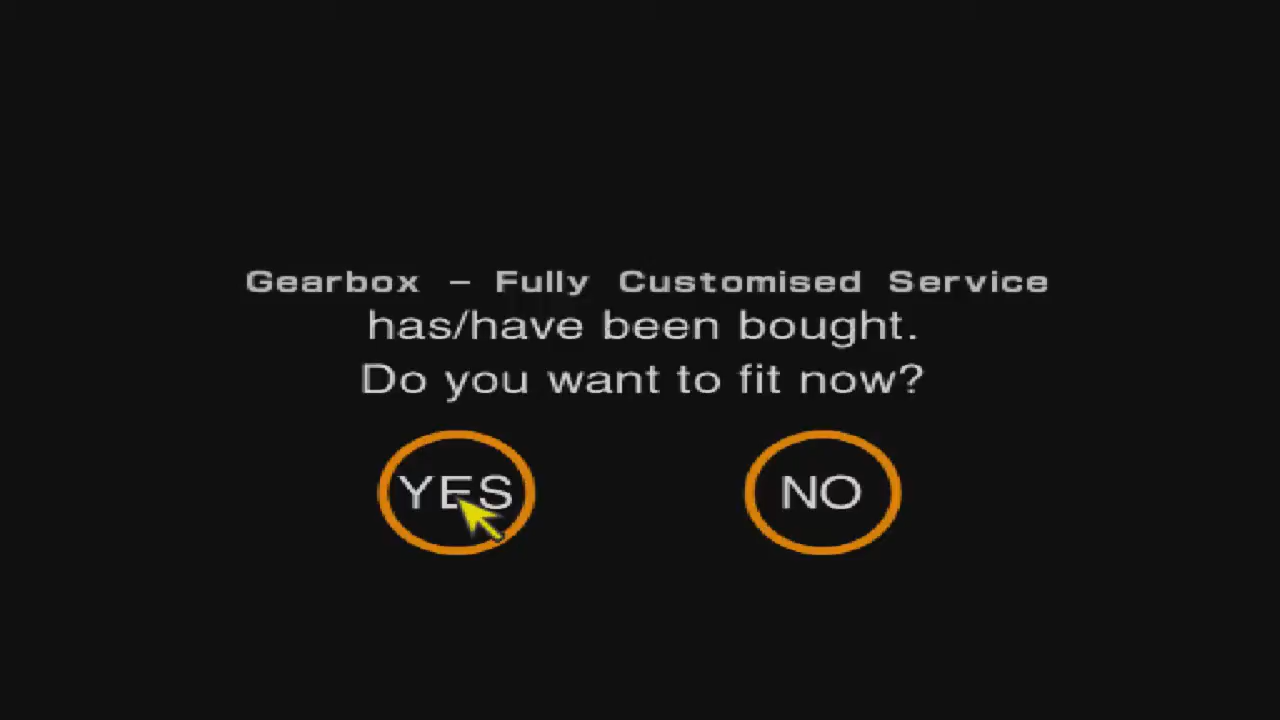 Gearbox – Fully Customised Service
has/have been bought.
Do you want to fit now?
YES NO